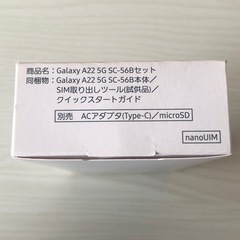 商品名：Galaxy A22 5G SC-56Bセット
同梱物：Galaxy A22 5G SC-56B本体／
SIM取り出しツール(試供品)／
クイックスタートガイド
別売　ACアダプタ(Type-C)／microSD
nanoUIM